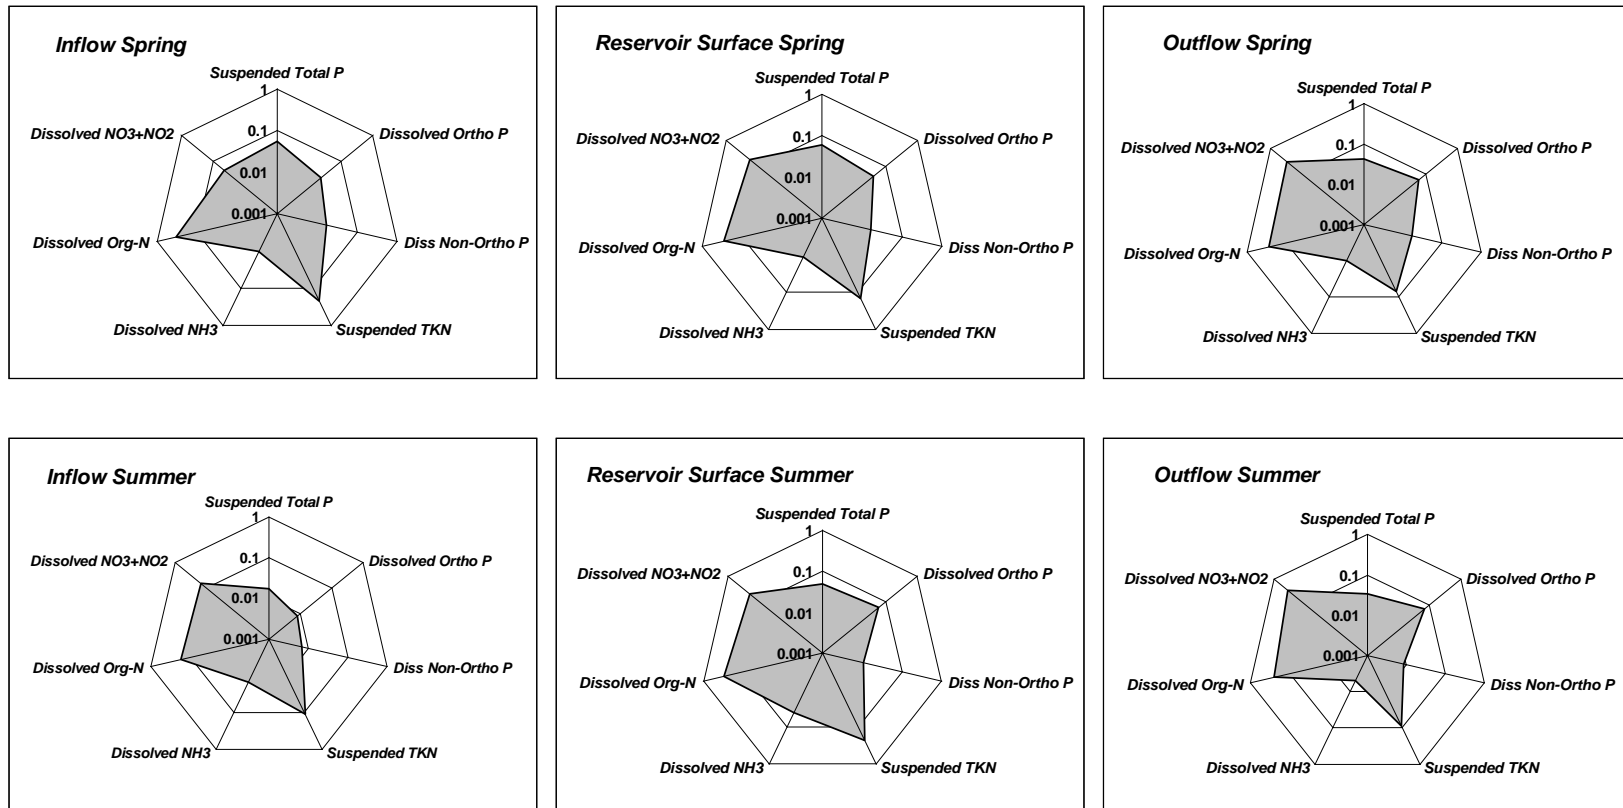 Inflow Spring
Suspended Total P
1
Dissolved NO3+NO2
0.1
Dissolved Ortho P
0.01
0.001
Dissolved Org-N
Diss Non-Ortho P
Dissolved NH3
Suspended TKN
Reservoir Surface Spring
Suspended Total P
1
Dissolved NO3+NO2
0.1
Dissolved Ortho P
0.01
0.001
Dissolved Org-N
Diss Non-Ortho P
Dissolved NH3
Suspended TKN
Outflow Spring
Suspended Total P
1
Dissolved NO3+NO2
0.1
Dissolved Ortho P
0.01
0.001
Dissolved Org-N
Diss Non-Ortho P
Dissolved NH3
Suspended TKN
Inflow Summer
Suspended Total P
1
Dissolved NO3+NO2
0.1
Dissolved Ortho P
0.01
0.001
Dissolved Org-N
Diss Non-Ortho P
Dissolved NH3
Suspended TKN
Reservoir Surface Summer
Suspended Total P
1
Dissolved NO3+NO2
0.1
Dissolved Ortho P
0.01
0.001
Dissolved Org-N
Diss Non-Ortho P
Dissolved NH3
Suspended TKN
Outflow Summer
Suspended Total P
1
Dissolved NO3+NO2
0.1
Dissolved Ortho P
0.01
0.001
Dissolved Org-N
Diss Non-Ortho P
Dissolved NH3
Suspended TKN